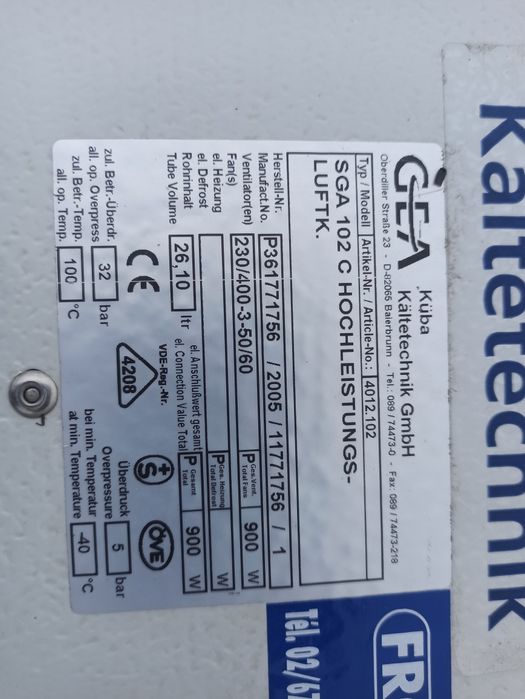 Kältetechnik
FR
Tél. 02/6
GEA
Küba
Kältetechnik GmbH
Oberdiller Straße 23 - D-82065 Baierbrunn - Tel.: 089 / 74473-0 - Fax: 089 / 74473-218
Typ / Modell Artikel-Nr. / Article-No.: 4012.102
SGA 102 C HOCHLEISTUNGS-
LUFTK.
Herstell-Nr.
Manufact.No. P361771756 / 2005 / 11771756 / 1
Ventilator(en)
Fan(s) 230/400-3-50/60 P Ges.Vent. Total Fans 900 W
el. Heizung
el. Defrost P Ges. Heizung Total Defrost W
Rohrinhalt
Tube Volume 26,10 ltr
el. Anschlußwert gesamt
el. Connection Value Total P Gesamt Total 900 W
CE
4208
VDE-Reg.-Nr.
+S
ÖVE
zul. Betr.-Überdr.
all. op. Overpress 32 bar
Überdruck
Overpressure 5 bar
zul. Betr.-Temp.
all. op. Temp. 100 °C
bei min. Temperatur
at min. Temperature -40 °C